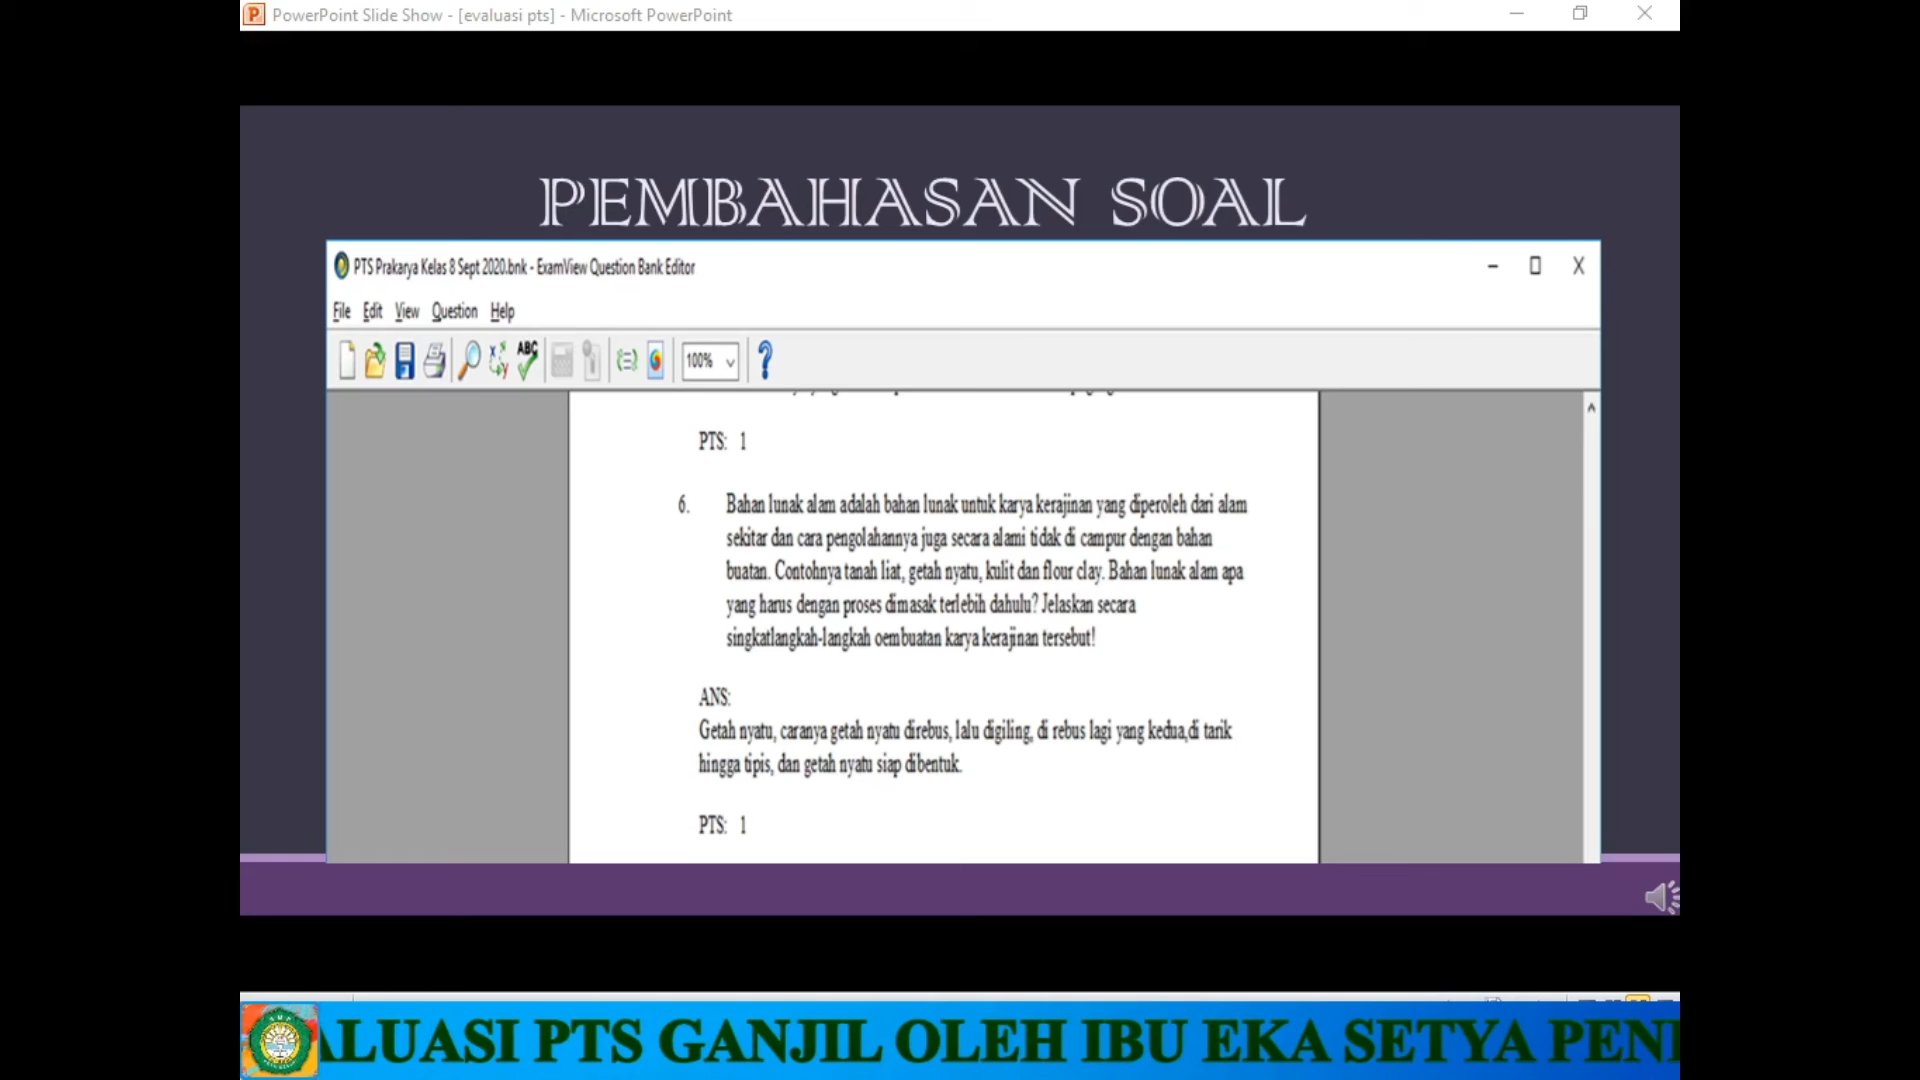 PowerPoint Slide Show - [evaluasi pts] - Microsoft PowerPoint
PEMBAHASAN SOAL
PTS Prakarya Kelas 8 Sept 2020.bnk - ExamView Question Bank Editor
File Edit View Question Help
ABC
100%
PTS: 1
6. Bahan lunak alam adalah bahan lunak untuk karya kerajinan yang diperoleh dari alam
sekitar dan cara pengolahannya juga secara alami tidak di campur dengan bahan
buatan. Contohnya tanah liat, getah nyatu, kulit dan flour clay. Bahan lunak alam apa
yang harus dengan proses dimasak terlebih dahulu? Jelaskan secara
singkatlangkah-langkah oembuatan karya kerajinan tersebut!
ANS:
Getah nyatu, caranya getah nyatu direbus, lalu digiling, di rebus lagi yang kedua,di tarik
hingga tipis, dan getah nyatu siap dibentuk.
PTS: 1
ALUASI PTS GANJIL OLEH IBU EKA SETYA PEN